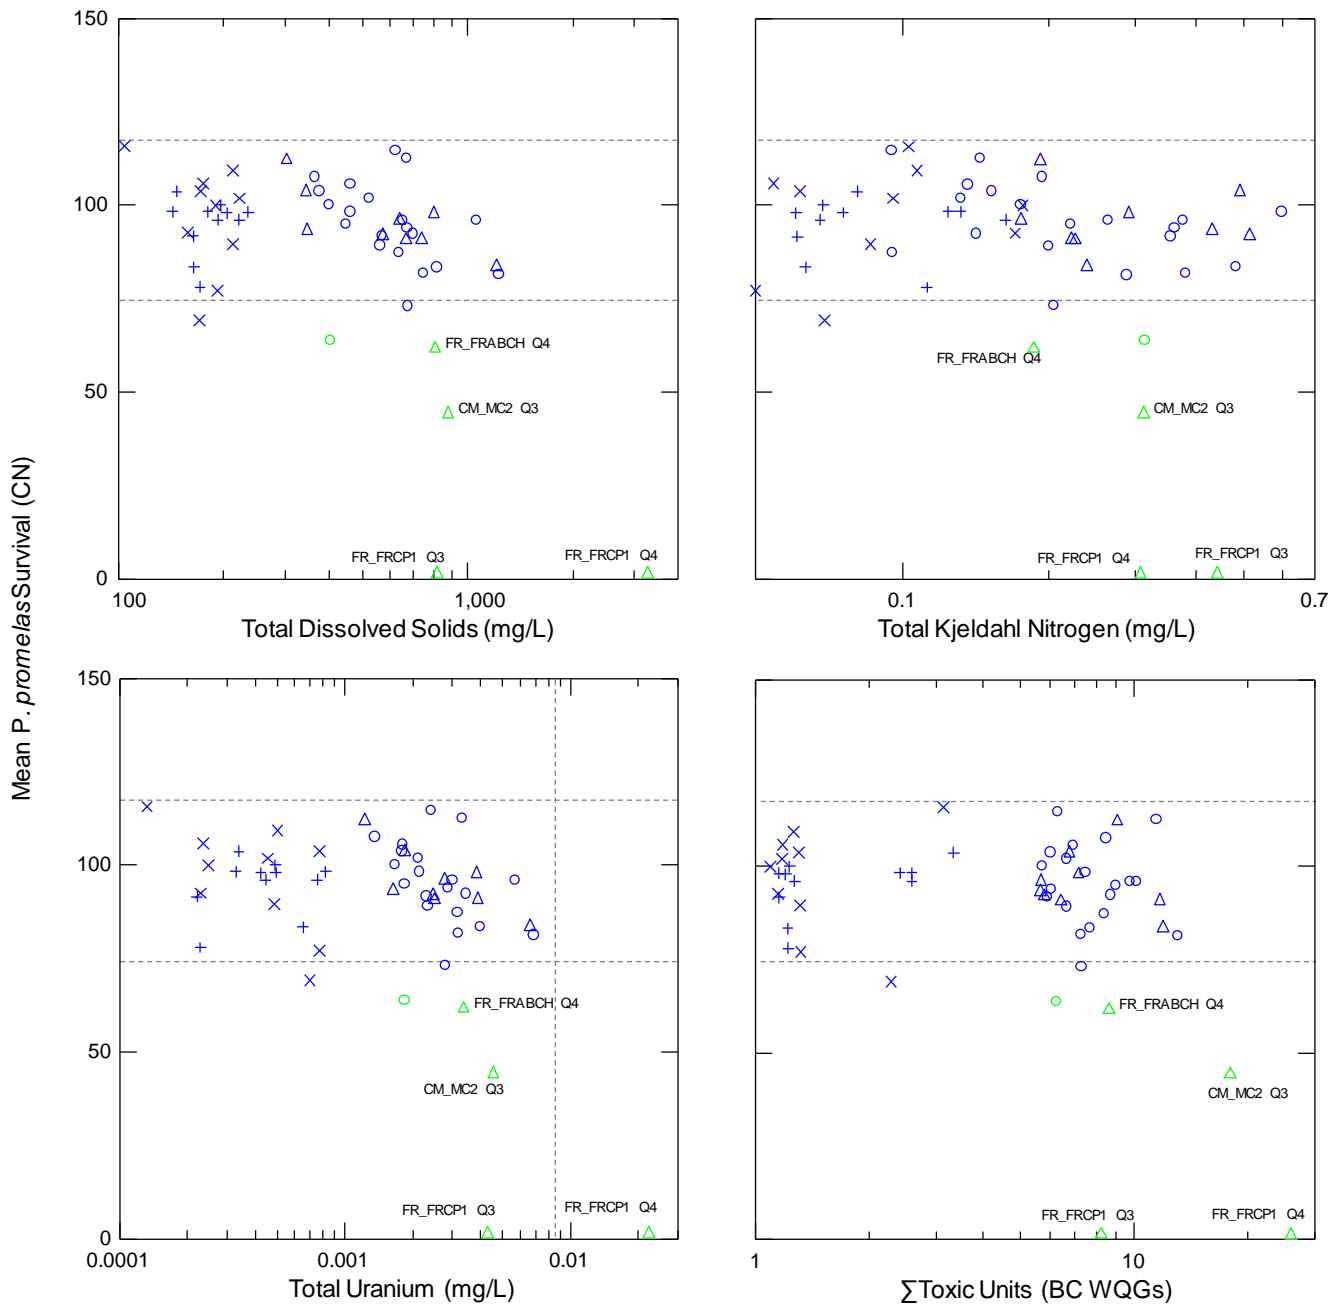 Mean P. promelasSurvival (CN)
150
100
50
0
FR_FRABCH Q4
CM_MC2 Q3
FR_FRCP1 Q3
FR_FRCP1 Q4
100
1,000
Total Dissolved Solids (mg/L)
FR_FRABCH Q4
CM_MC2 Q3
FR_FRCP1 Q4
FR_FRCP1 Q3
0.1
0.7
Total Kjeldahl Nitrogen (mg/L)
150
100
50
0
FR_FRABCH Q4
CM_MC2 Q3
FR_FRCP1 Q3
FR_FRCP1 Q4
0.0001
0.001
0.01
Total Uranium (mg/L)
FR_FRABCH Q4
CM_MC2 Q3
FR_FRCP1 Q3
FR_FRCP1 Q4
1
10
∑Toxic Units (BC WQGs)